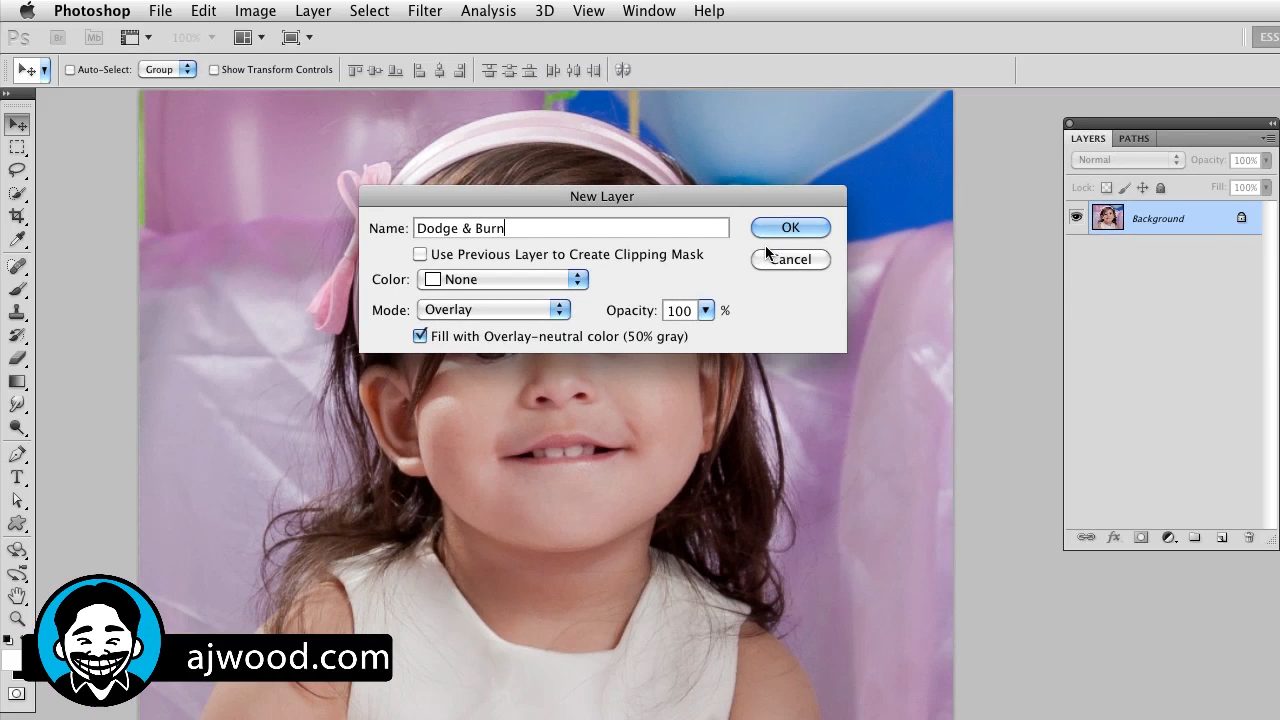 Photoshop File Edit Image Layer Select Filter Analysis 3D View Window Help
Ps Br Mb 100% ESS
Auto-Select: Group Show Transform Controls
LAYERS PATHS
Normal Opacity: 100%
Lock: Fill: 100%
Background
New Layer
Name: Dodge & Burn OK
Use Previous Layer to Create Clipping Mask Cancel
Color: None
Mode: Overlay Opacity: 100 %
Fill with Overlay-neutral color (50% gray)
ajwood.com